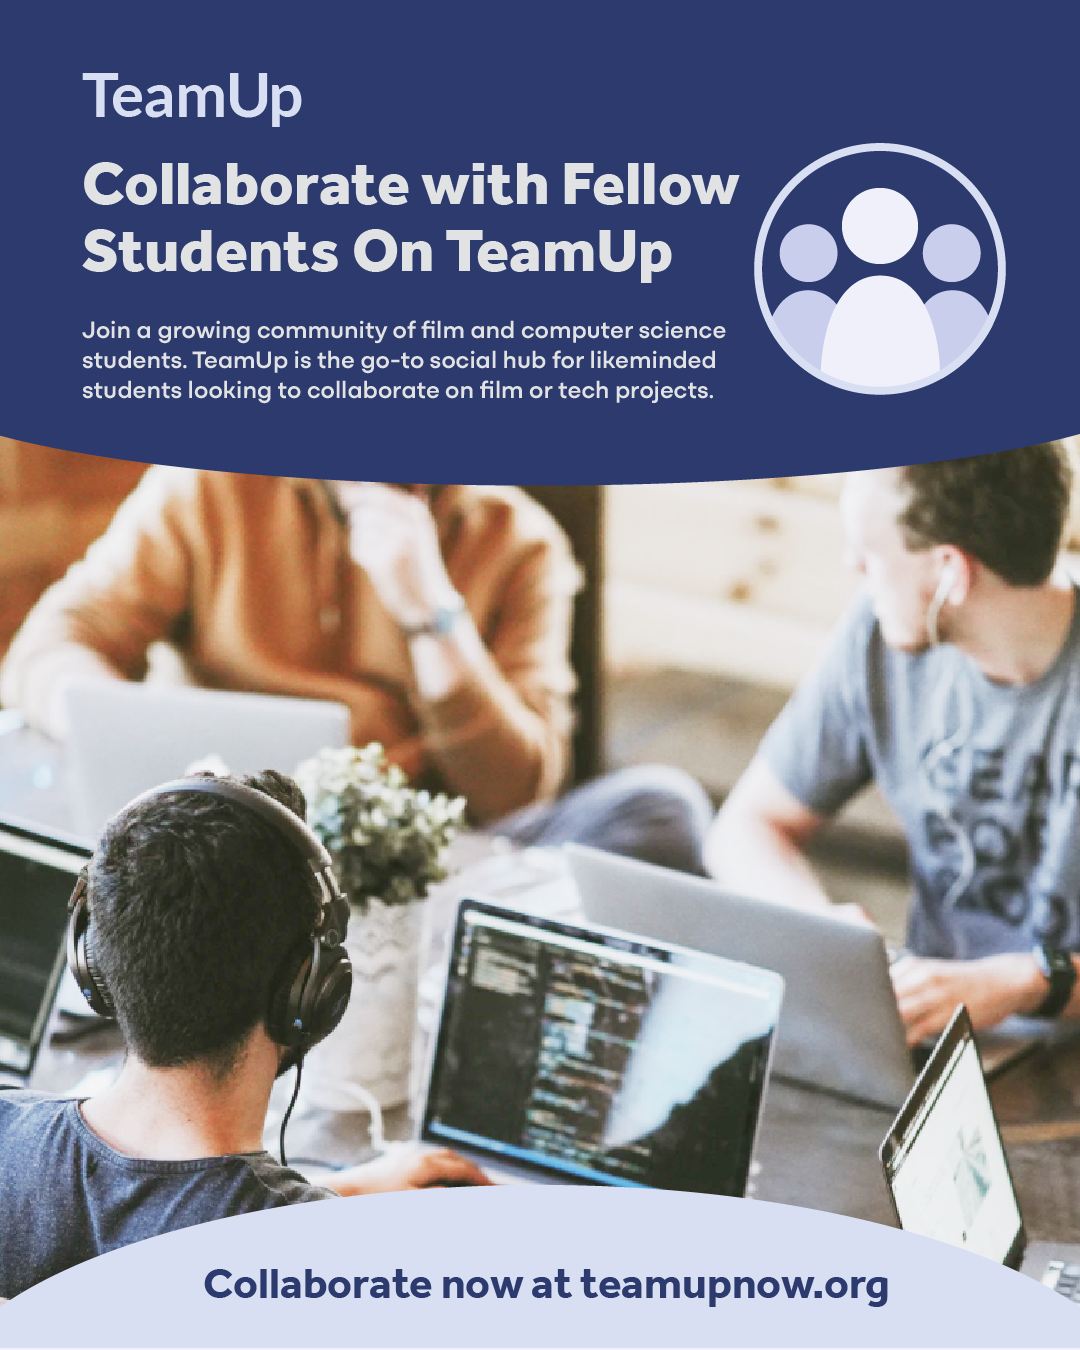 TeamUp
Collaborate with Fellow
Students On TeamUp
Join a growing community of film and computer science
students. TeamUp is the go-to social hub for likeminded
students looking to collaborate on film or tech projects.
Collaborate now at teamupnow.org